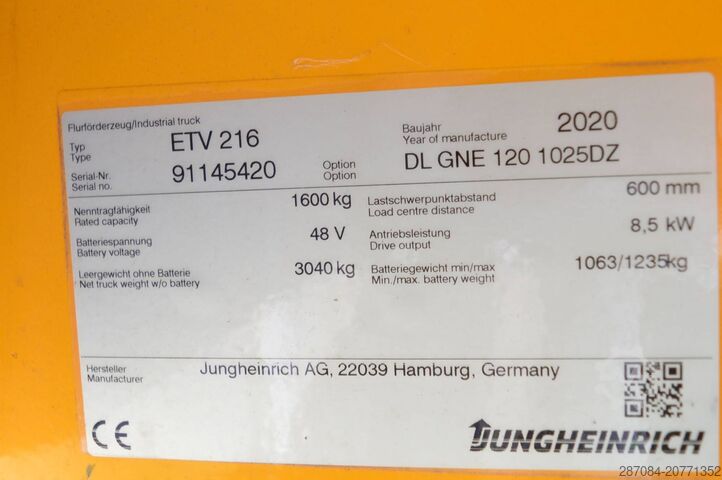 Flurförderzeug/Industrial truck
Typ
Type
ETV 216
Baujahr
Year of manufacture
2020
Serial-Nr.
Serial no.
91145420
Option
Option
DL GNE 120 1025DZ
Nenntragfähigkeit
Rated capacity
1600 kg
Lastschwerpunktabstand
Load centre distance
600 mm
Batteriespannung
Battery voltage
48 V
Antriebsleistung
Drive output
8,5 kW
Leergewicht ohne Batterie
Net truck weight w/o battery
3040 kg
Batteriegewicht min/max
Min./max. battery weight
1063/1235kg
Hersteller
Manufacturer
Jungheinrich AG, 22039 Hamburg, Germany
CE
JUNGHEINRICH
287084-20771352